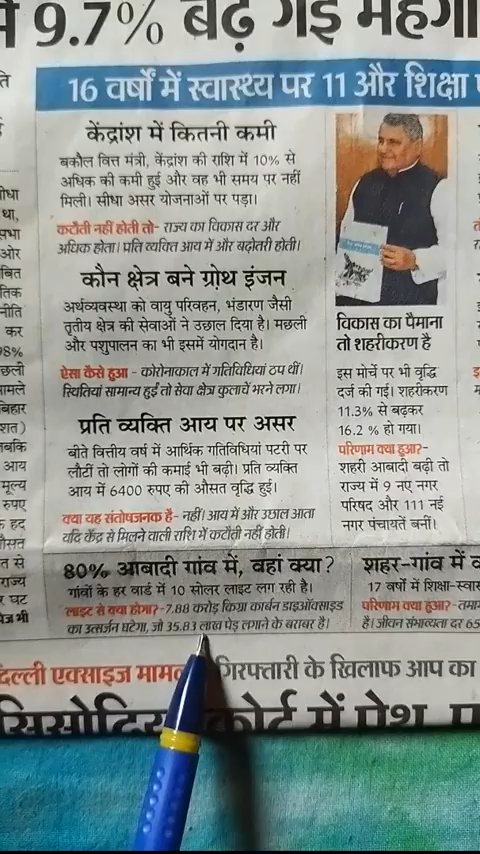 9.7% बढ़ गई महंगा
16 वर्षों में स्वास्थ्य पर 11 और शिक्षा
केंद्रांश में कितनी कमी
बकौल वित्त मंत्री, केंद्रांश की राशि में 10% से
अधिक की कमी हुई और वह भी समय पर नहीं
मिली। सीधा असर योजनाओं पर पड़ा।
कटौती नहीं होती तो- राज्य का विकास दर और
अधिक होता। प्रति व्यक्ति आय में और बढ़ोतरी होती।
कौन क्षेत्र बने ग्रोथ इंजन
अर्थव्यवस्था को वायु परिवहन, भंडारण जैसी
तृतीय क्षेत्र की सेवाओं ने उछाल दिया है। मछली
और पशुपालन का भी इसमें योगदान है।
ऐसा कैसे हुआ - कोरोनाकाल में गतिविधियां ठप थीं।
स्थितियां सामान्य हुईं तो सेवा क्षेत्र कुलाचें भरने लगा।
प्रति व्यक्ति आय पर असर
बीते वित्तीय वर्ष में आर्थिक गतिविधियां पटरी पर
लौटीं तो लोगों की कमाई भी बढ़ी। प्रति व्यक्ति
आय में 6400 रुपए की औसत वृद्धि हुई।
क्या यह संतोषजनक है- नहीं। आय में और उछाल आता
यदि केंद्र से मिलने वाली राशि में कटौती नहीं होती।
विकास का पैमाना
तो शहरीकरण है
इस मोर्चे पर भी वृद्धि
दर्ज की गई। शहरीकरण
11.3% से बढ़कर
16.2 % हो गया।
परिणाम क्या हुआ?-
शहरी आबादी बढ़ी तो
राज्य में 9 नए नगर
परिषद और 111 नई
नगर पंचायतें बनीं।
80% आबादी गांव में, वहां क्या?
गांवों के हर वार्ड में 10 सोलर लाइट लग रही है।
लाइट से क्या होगा- 7.88 करोड़ किग्रा कार्बन डाइऑक्साइड
का उत्सर्जन घटेगा, जो 35.83 लाख पेड़ लगाने के बराबर है।
शहर-गांव में
17 वर्षों में शिक्षा-स्वा
परिणाम क्या हुआ?- तमा
है। जीवन संभाव्यता दर 65
दिल्ली एक्साइज गिरफ्तारी के खिलाफ आप का
कोर्ट में पेश